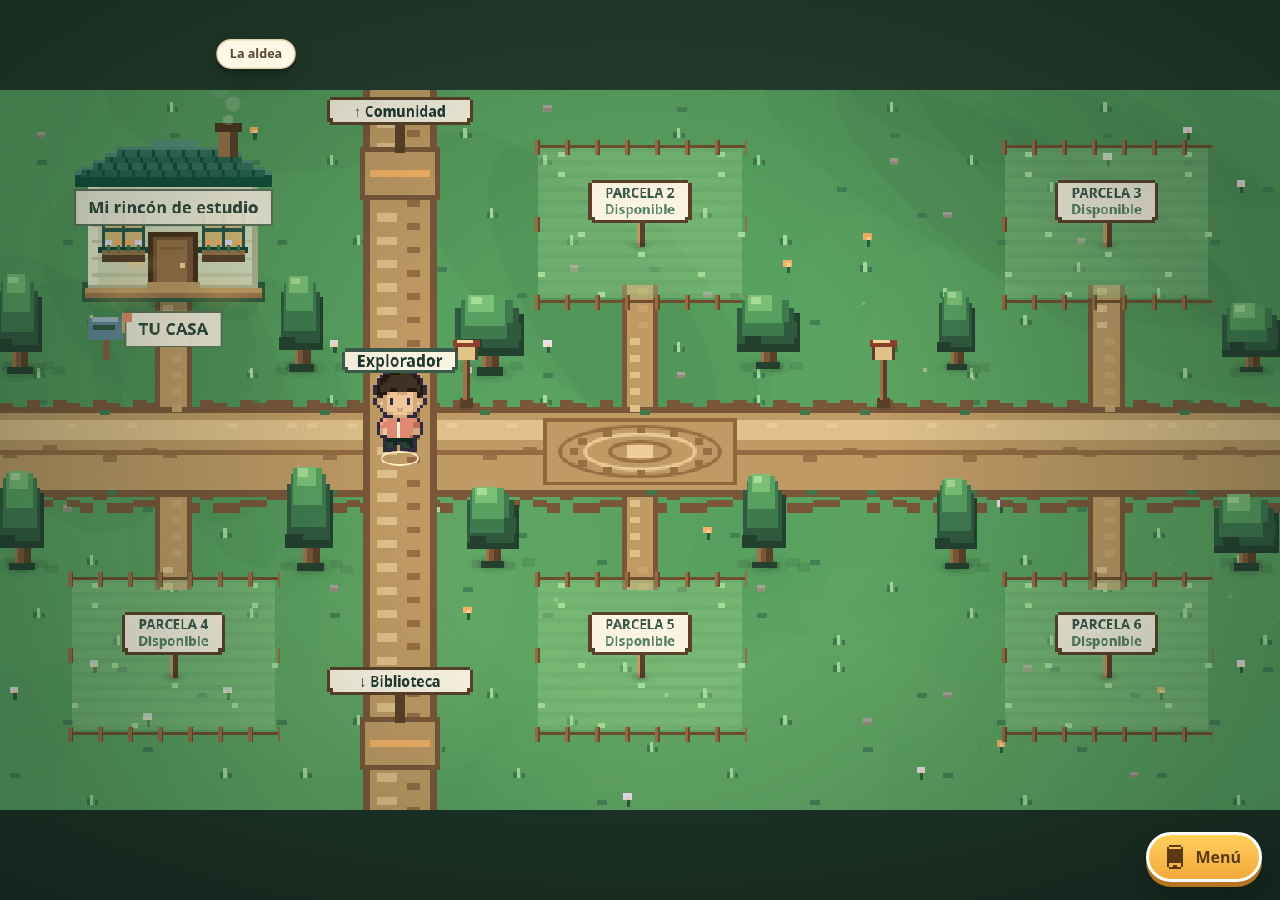 La aldea
↑ Comunidad
Mi rincón de estudio
PARCELA 2
Disponible
PARCELA 3
Disponible
TU CASA
Explorador
PARCELA 4
Disponible
PARCELA 5
Disponible
PARCELA 6
Disponible
↓ Biblioteca
Menú